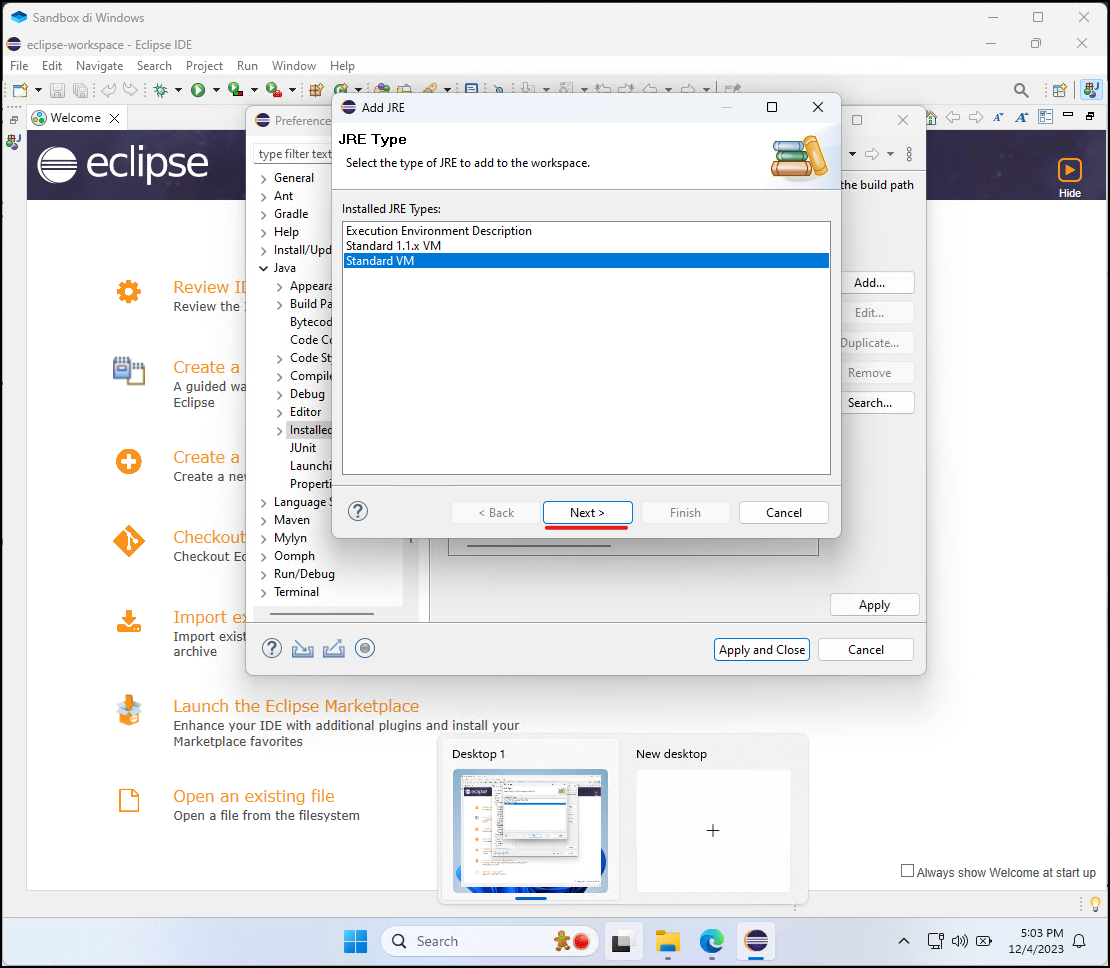 Sandbox di Windows
eclipse-workspace - Eclipse IDE
File Edit Navigate Search Project Run Window Help
Welcome
eclipse
Hide
Review
Review the
Create a
A guided
Eclipse
Create a
Create a
Checkout
Checkout
Import
Import
archive
Launch the Eclipse Marketplace
Enhance your IDE with additional plugins and install your
Marketplace favorites
Open an existing file
Open a file from the filesystem
Always show Welcome at start up
Preference
type filter text
General
Ant
Gradle
Help
Install/Upd
Java
Appeara
Build Pa
Bytecod
Code Co
Code St
Compile
Debug
Editor
Installed
JUnit
Launchi
Properti
Language S
Maven
Mylyn
Oomph
Run/Debug
Terminal
the build path
Add...
Edit...
Duplicate...
Remove
Search...
Apply
Apply and Close
Cancel
Add JRE
JRE Type
Select the type of JRE to add to the workspace.
Installed JRE Types:
Execution Environment Description
Standard 1.1.x VM
Standard VM
< Back
Next >
Finish
Cancel
Desktop 1
New desktop
Search
5:03 PM
12/4/2023